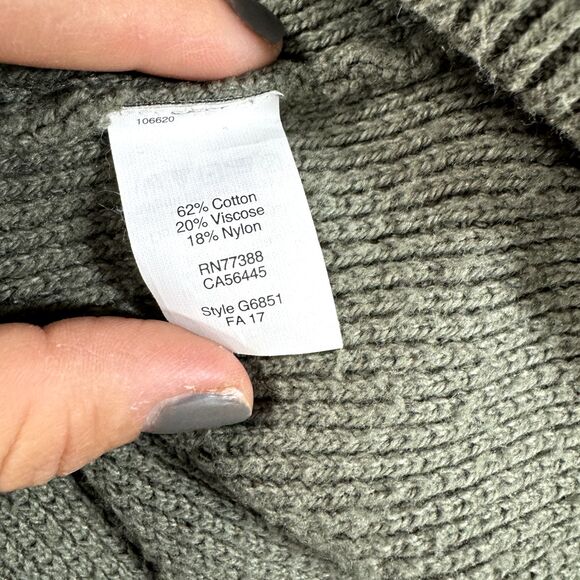 106620
62% Cotton
20% Viscose
18% Nylon
RN77388
CA56445
Style G6851
FA 17